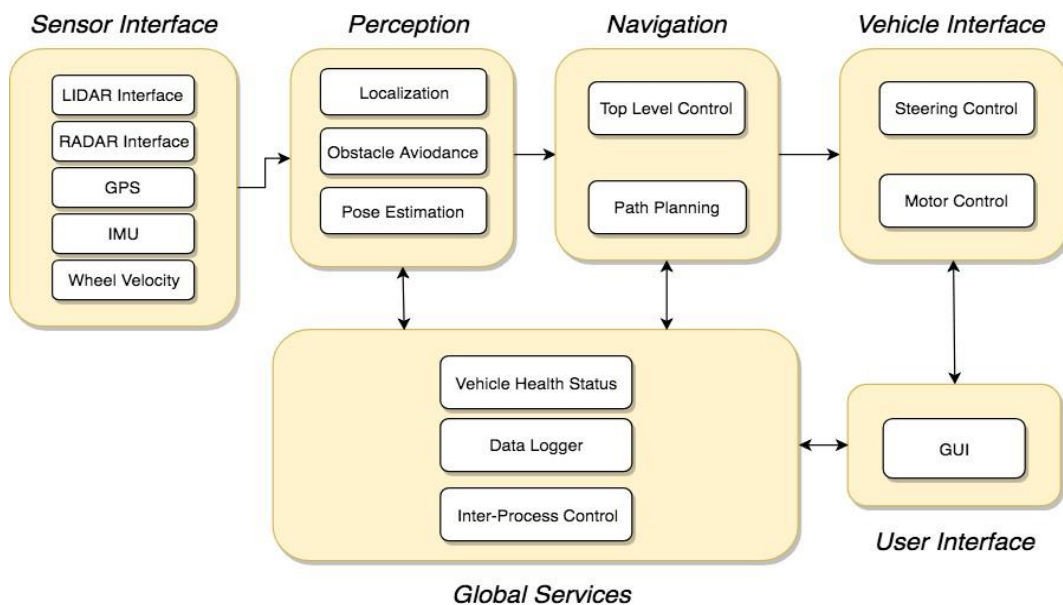 Sensor Interface
Perception
Navigation
Vehicle Interface
LIDAR Interface
RADAR Interface
GPS
IMU
Wheel Velocity
Localization
Obstacle Aviodance
Pose Estimation
Top Level Control
Path Planning
Steering Control
Motor Control
Vehicle Health Status
Data Logger
Inter-Process Control
GUI
User Interface
Global Services